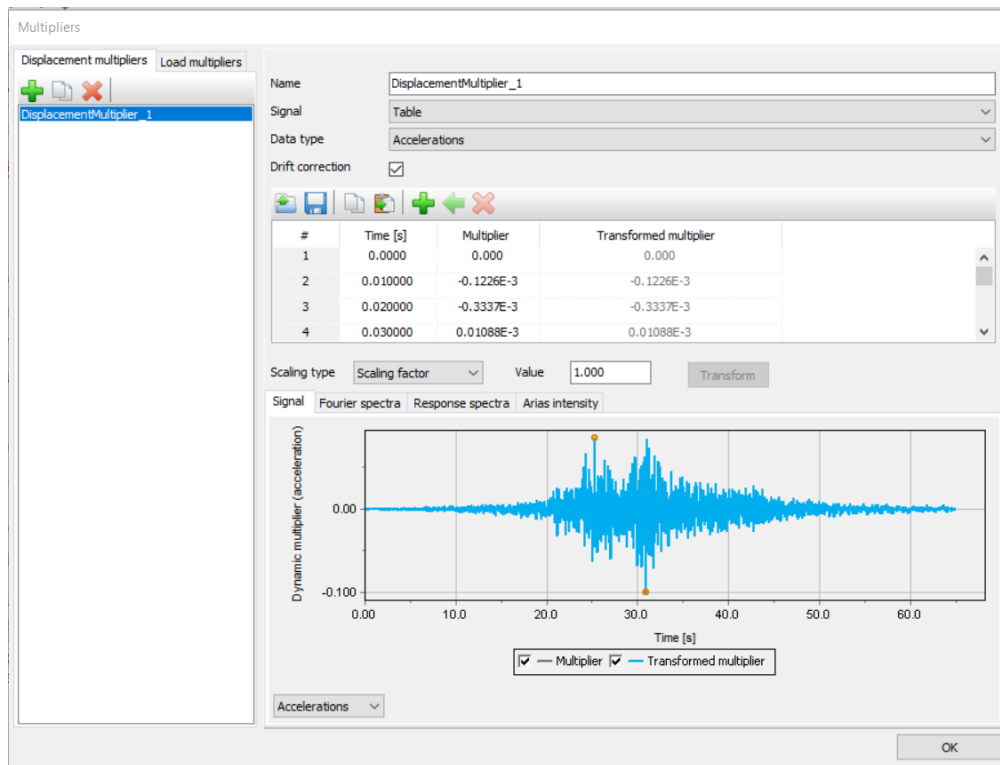 Multipliers
Displacement multipliers Load multipliers
DisplacementMultiplier_1
Name DisplacementMultiplier_1
Signal Table
Data type Accelerations
Drift correction
# Time [s] Multiplier Transformed multiplier
1 0.0000 0.000 0.000
2 0.010000 -0.1226E-3 -0.1226E-3
3 0.020000 -0.3337E-3 -0.3337E-3
4 0.030000 0.01088E-3 0.01088E-3
Scaling type Scaling factor Value 1.000 Transform
Signal Fourier spectra Response spectra Arias intensity
Dynamic multiplier (acceleration)
0.00
-0.100
0.00 10.0 20.0 30.0 40.0 50.0 60.0
Time [s]
Multiplier Transformed multiplier
Accelerations
OK